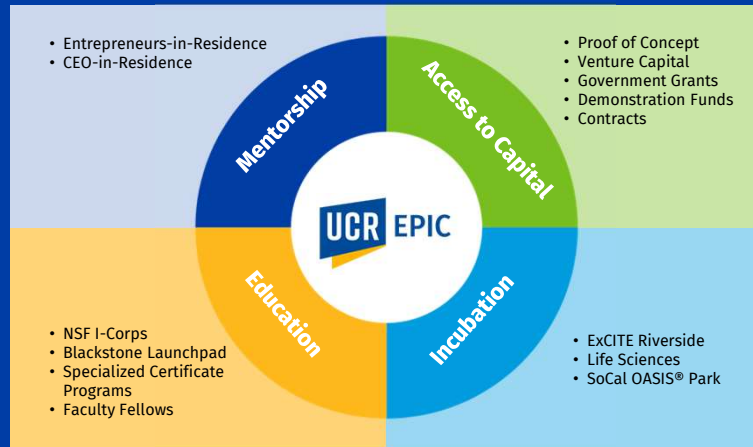 • Entrepreneurs-in-Residence
• CEO-in-Residence
Mentorship
Access to Capital
• Proof of Concept
• Venture Capital
• Government Grants
• Demonstration Funds
• Contracts
UCR EPIC
Education
• NSF I-Corps
• Blackstone Launchpad
• Specialized Certificate
Programs
• Faculty Fellows
Incubation
• ExCITE Riverside
• Life Sciences
• SoCal OASIS® Park